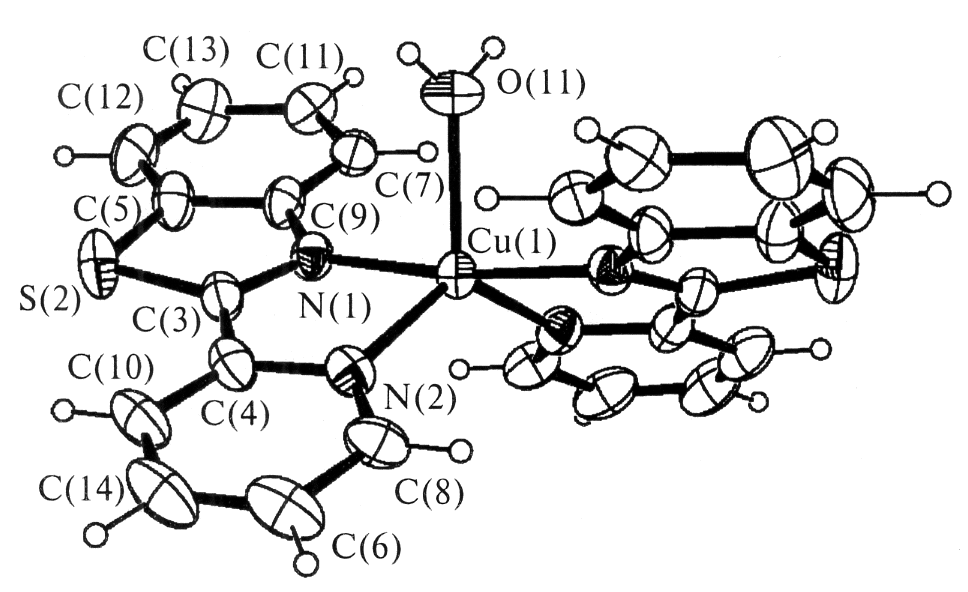 C(13)
C(11)
C(12)
O(11)
C(7)
C(5)
C(9)
Cu(1)
S(2)
C(3)
N(1)
C(10)
C(4)
N(2)
C(14)
C(8)
C(6)